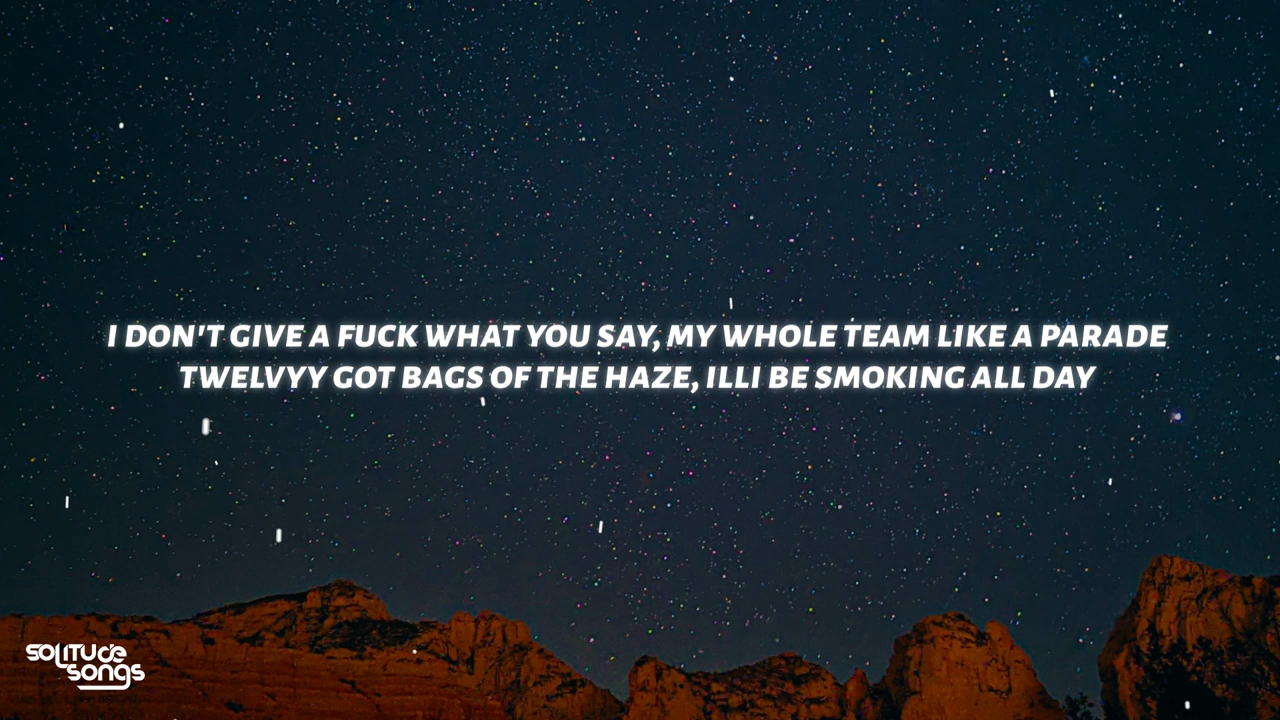 I DON'T GIVE A FUCK WHAT YOU SAY, MY WHOLE TEAM LIKE A PARADE
TWELVYY GOT BAGS OF THE HAZE, ILLI BE SMOKING ALL DAY
solitude
songs